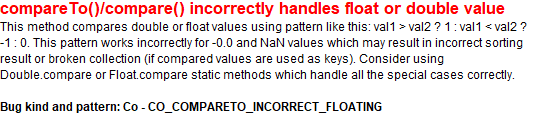 compareTo()/compare() incorrectly handles float or double value
This method compares double or float values using pattern like this: val1 > val2 ? 1 : val1 < val2 ?
-1 : 0. This pattern works incorrectly for -0.0 and NaN values which may result in incorrect sorting
result or broken collection (if compared values are used as keys). Consider using
Double.compare or Float.compare static methods which handle all the special cases correctly.
Bug kind and pattern: Co - CO_COMPARETO_INCORRECT_FLOATING